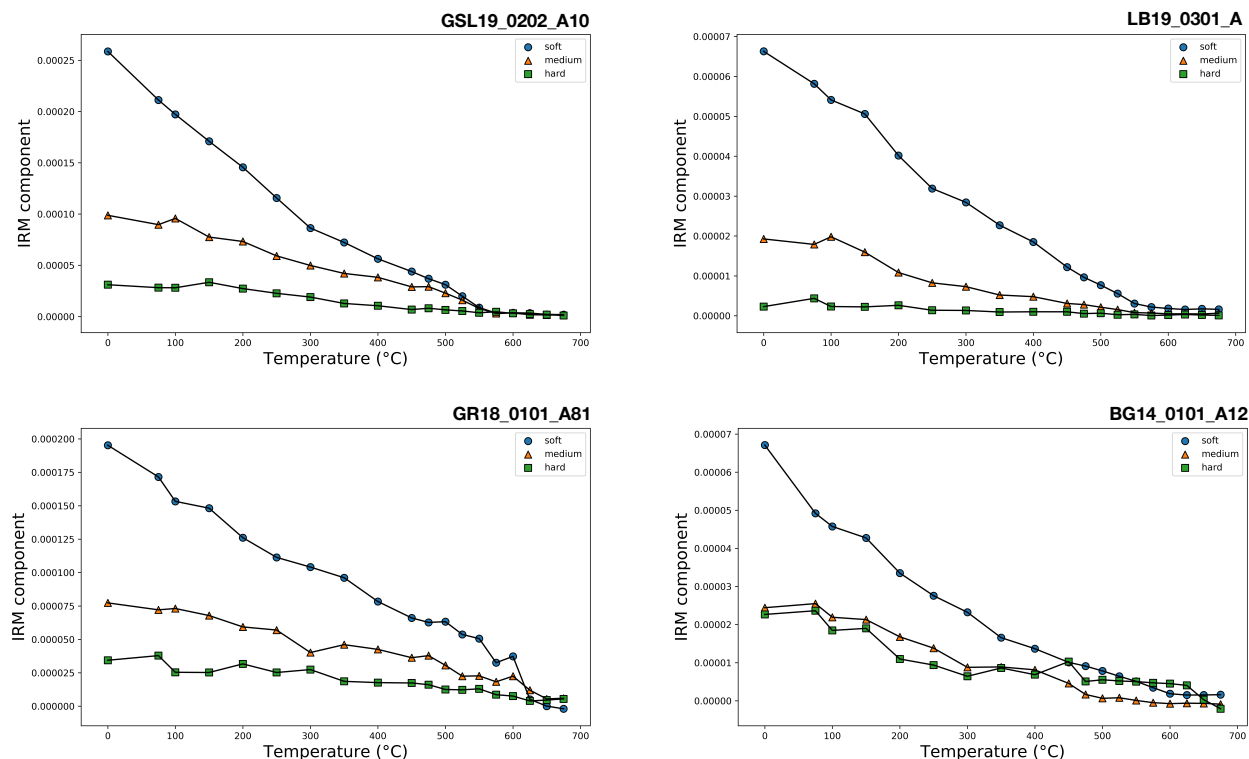 GSL19_0202_A10
soft
medium
hard
0.00025
0.00020
0.00015
0.00010
0.00005
0.00000
IRM component
0 100 200 300 400 500 600 700
Temperature (°C)
LB19_0301_A
soft
medium
hard
0.00007
0.00006
0.00005
0.00004
0.00003
0.00002
0.00001
0.00000
IRM component
0 100 200 300 400 500 600 700
Temperature (°C)
GR18_0101_A81
soft
medium
hard
0.000200
0.000175
0.000150
0.000125
0.000100
0.000075
0.000050
0.000025
0.000000
IRM component
0 100 200 300 400 500 600 700
Temperature (°C)
BG14_0101_A12
soft
medium
hard
0.00007
0.00006
0.00005
0.00004
0.00003
0.00002
0.00001
0.00000
IRM component
0 100 200 300 400 500 600 700
Temperature (°C)